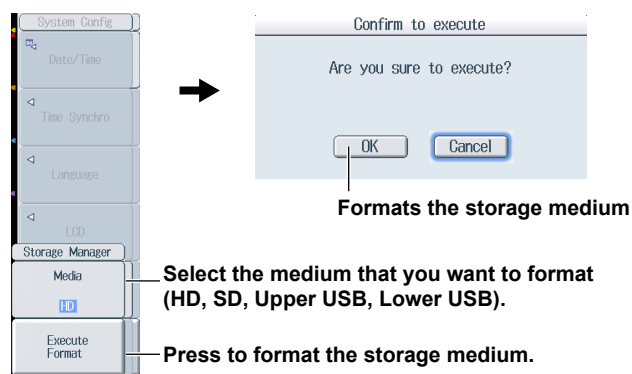 System Config
Date/Time
Time Synchro
Language
LCD
Storage Manager
Media
HD
Execute
Format
Confirm to execute
Are you sure to execute?
OK
Cancel
Formats the storage medium
Select the medium that you want to format
(HD, SD, Upper USB, Lower USB).
Press to format the storage medium.